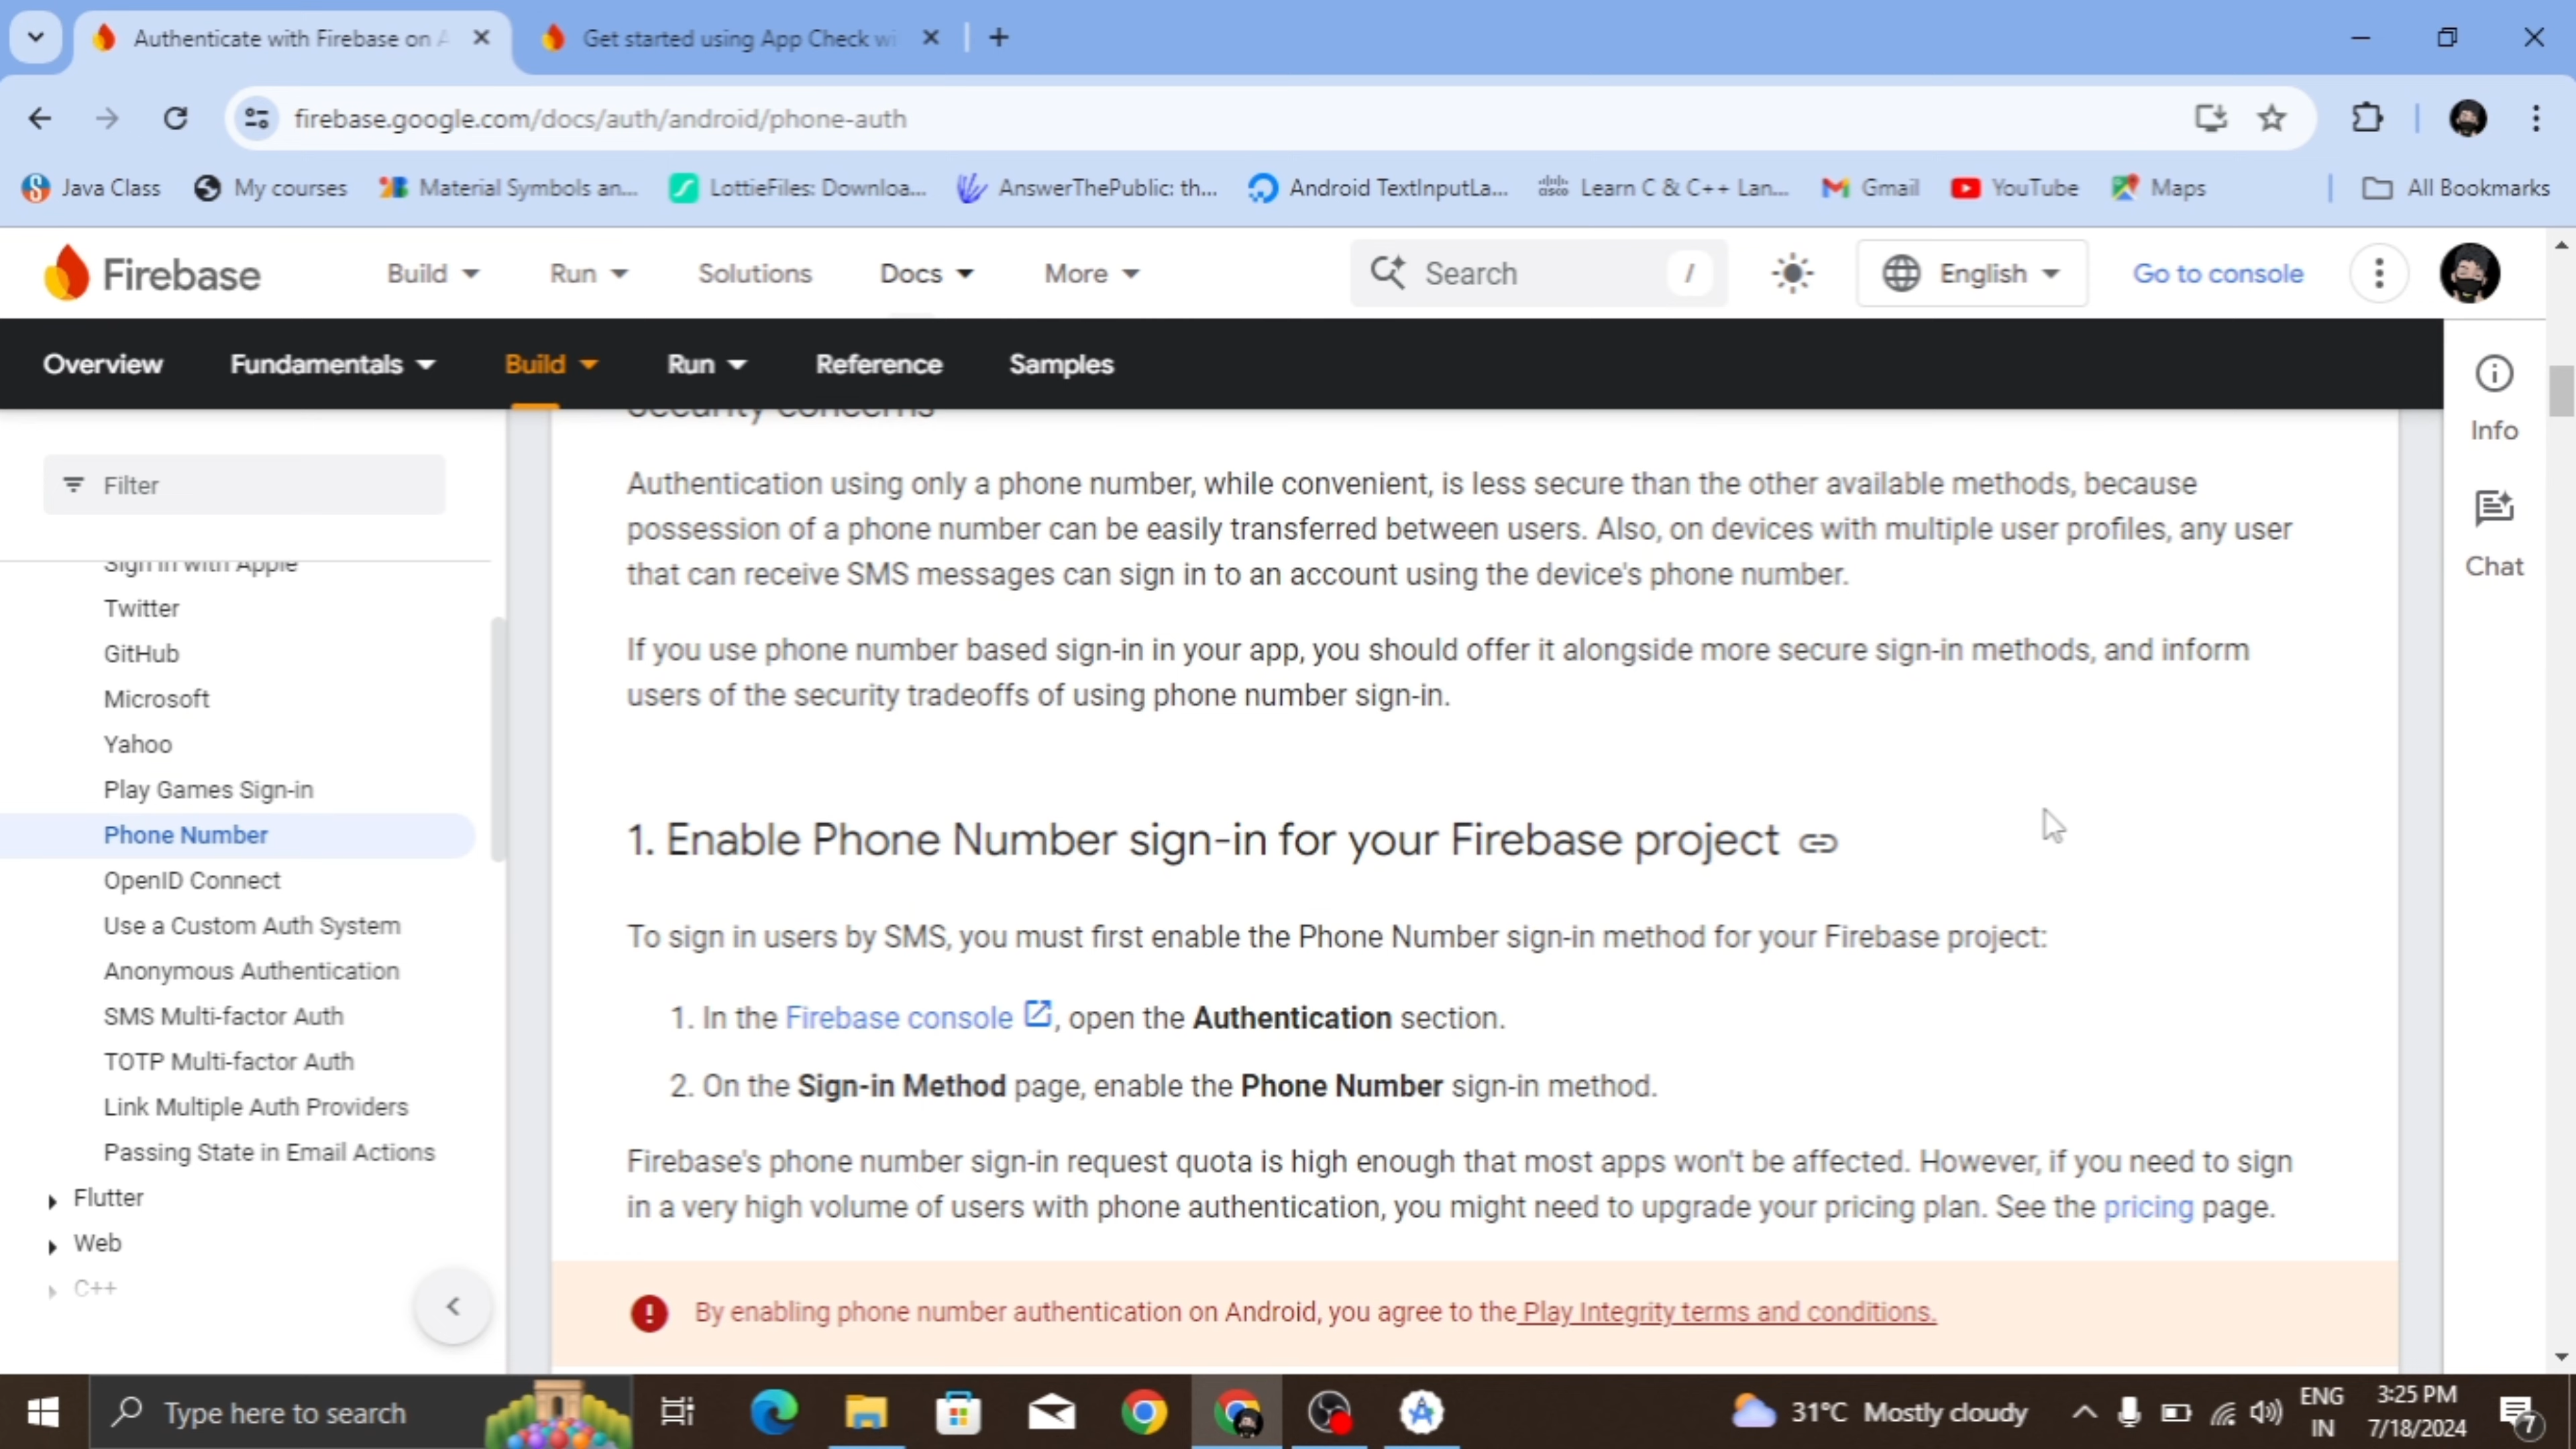 Authenticate with Firebase on A
Get started using App Check wi
firebase.google.com/docs/auth/android/phone-auth
Java Class
My courses
Material Symbols an...
LottieFiles: Downloa...
AnswerThePublic: th...
Android TextInputLa...
Learn C & C++ Lan...
Gmail
YouTube
Maps
All Bookmarks
Firebase
Build
Run
Solutions
Docs
More
Search
/
English
Go to console
Overview
Fundamentals
Build
Run
Reference
Samples
Info
Chat
Filter
Sign in with Apple
Twitter
GitHub
Microsoft
Yahoo
Play Games Sign-in
Phone Number
OpenID Connect
Use a Custom Auth System
Anonymous Authentication
SMS Multi-factor Auth
TOTP Multi-factor Auth
Link Multiple Auth Providers
Passing State in Email Actions
Flutter
Web
C++
Security concerns
Authentication using only a phone number, while convenient, is less secure than the other available methods, because
possession of a phone number can be easily transferred between users. Also, on devices with multiple user profiles, any user
that can receive SMS messages can sign in to an account using the device's phone number.
If you use phone number based sign-in in your app, you should offer it alongside more secure sign-in methods, and inform
users of the security tradeoffs of using phone number sign-in.
1. Enable Phone Number sign-in for your Firebase project
To sign in users by SMS, you must first enable the Phone Number sign-in method for your Firebase project:
1. In the Firebase console, open the Authentication section.
2. On the Sign-in Method page, enable the Phone Number sign-in method.
Firebase's phone number sign-in request quota is high enough that most apps won't be affected. However, if you need to sign
in a very high volume of users with phone authentication, you might need to upgrade your pricing plan. See the pricing page.
By enabling phone number authentication on Android, you agree to the Play Integrity terms and conditions.
Type here to search
31°C Mostly cloudy
ENG
IN
3:25 PM
7/18/2024
7